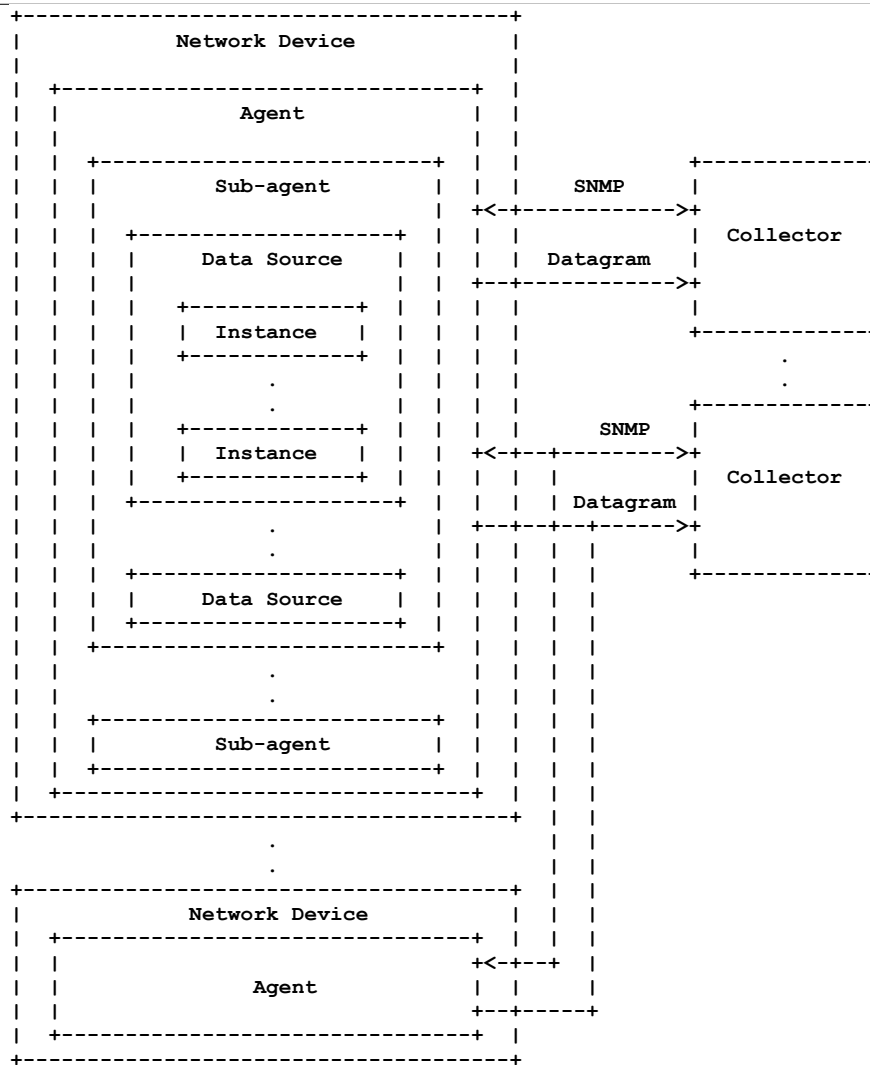 Network Device
Agent
Sub-agent
SNMP
Collector
Data Source
Datagram
Instance
.
.
.
.
SNMP
Instance
Collector
Datagram
.
.
Data Source
.
.
Sub-agent
.
.
Network Device
Agent